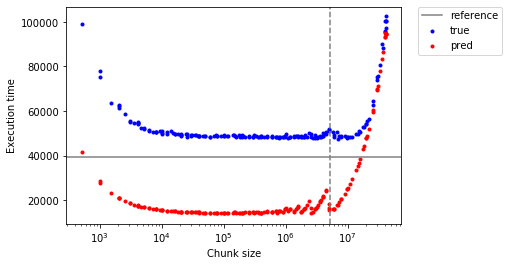 100000
80000
60000
40000
20000
Execution time
10³
10⁴
10⁵
10⁶
10⁷
Chunk size
reference
true
pred